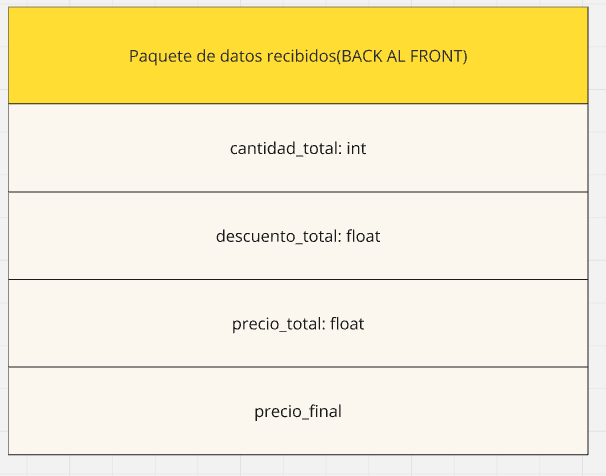 Paquete de datos recibidos(BACK AL FRONT)
cantidad_total: int
descuento_total: float
precio_total: float
precio_final